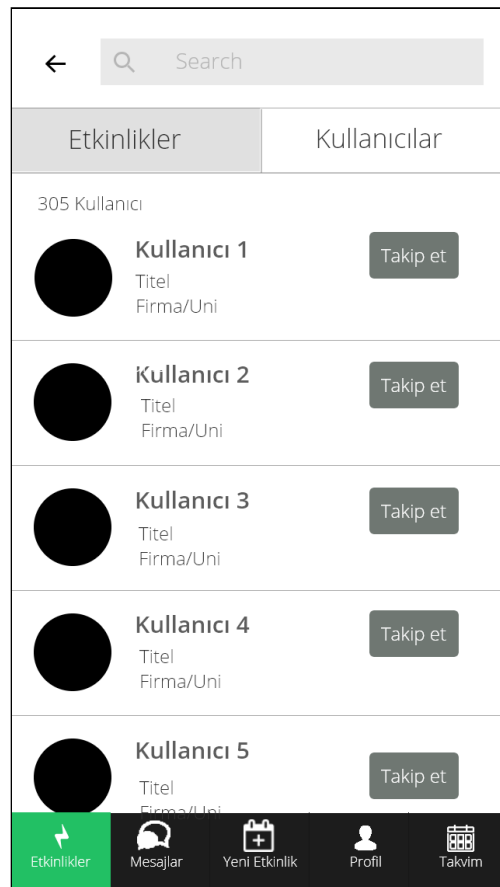 Search
Etkinlikler Kullanıcılar
305 Kullanıcı
Kullanıcı 1
Takip et
Titel
Firma/Uni
Kullanıcı 2
Takip et
Titel
Firma/Uni
Kullanıcı 3
Takip et
Titel
Firma/Uni
Kullanıcı 4
Takip et
Titel
Firma/Uni
Kullanıcı 5
Takip et
Titel
Firma/Uni
Etkinlikler Mesajlar Yeni Etkinlik Profil Takvim